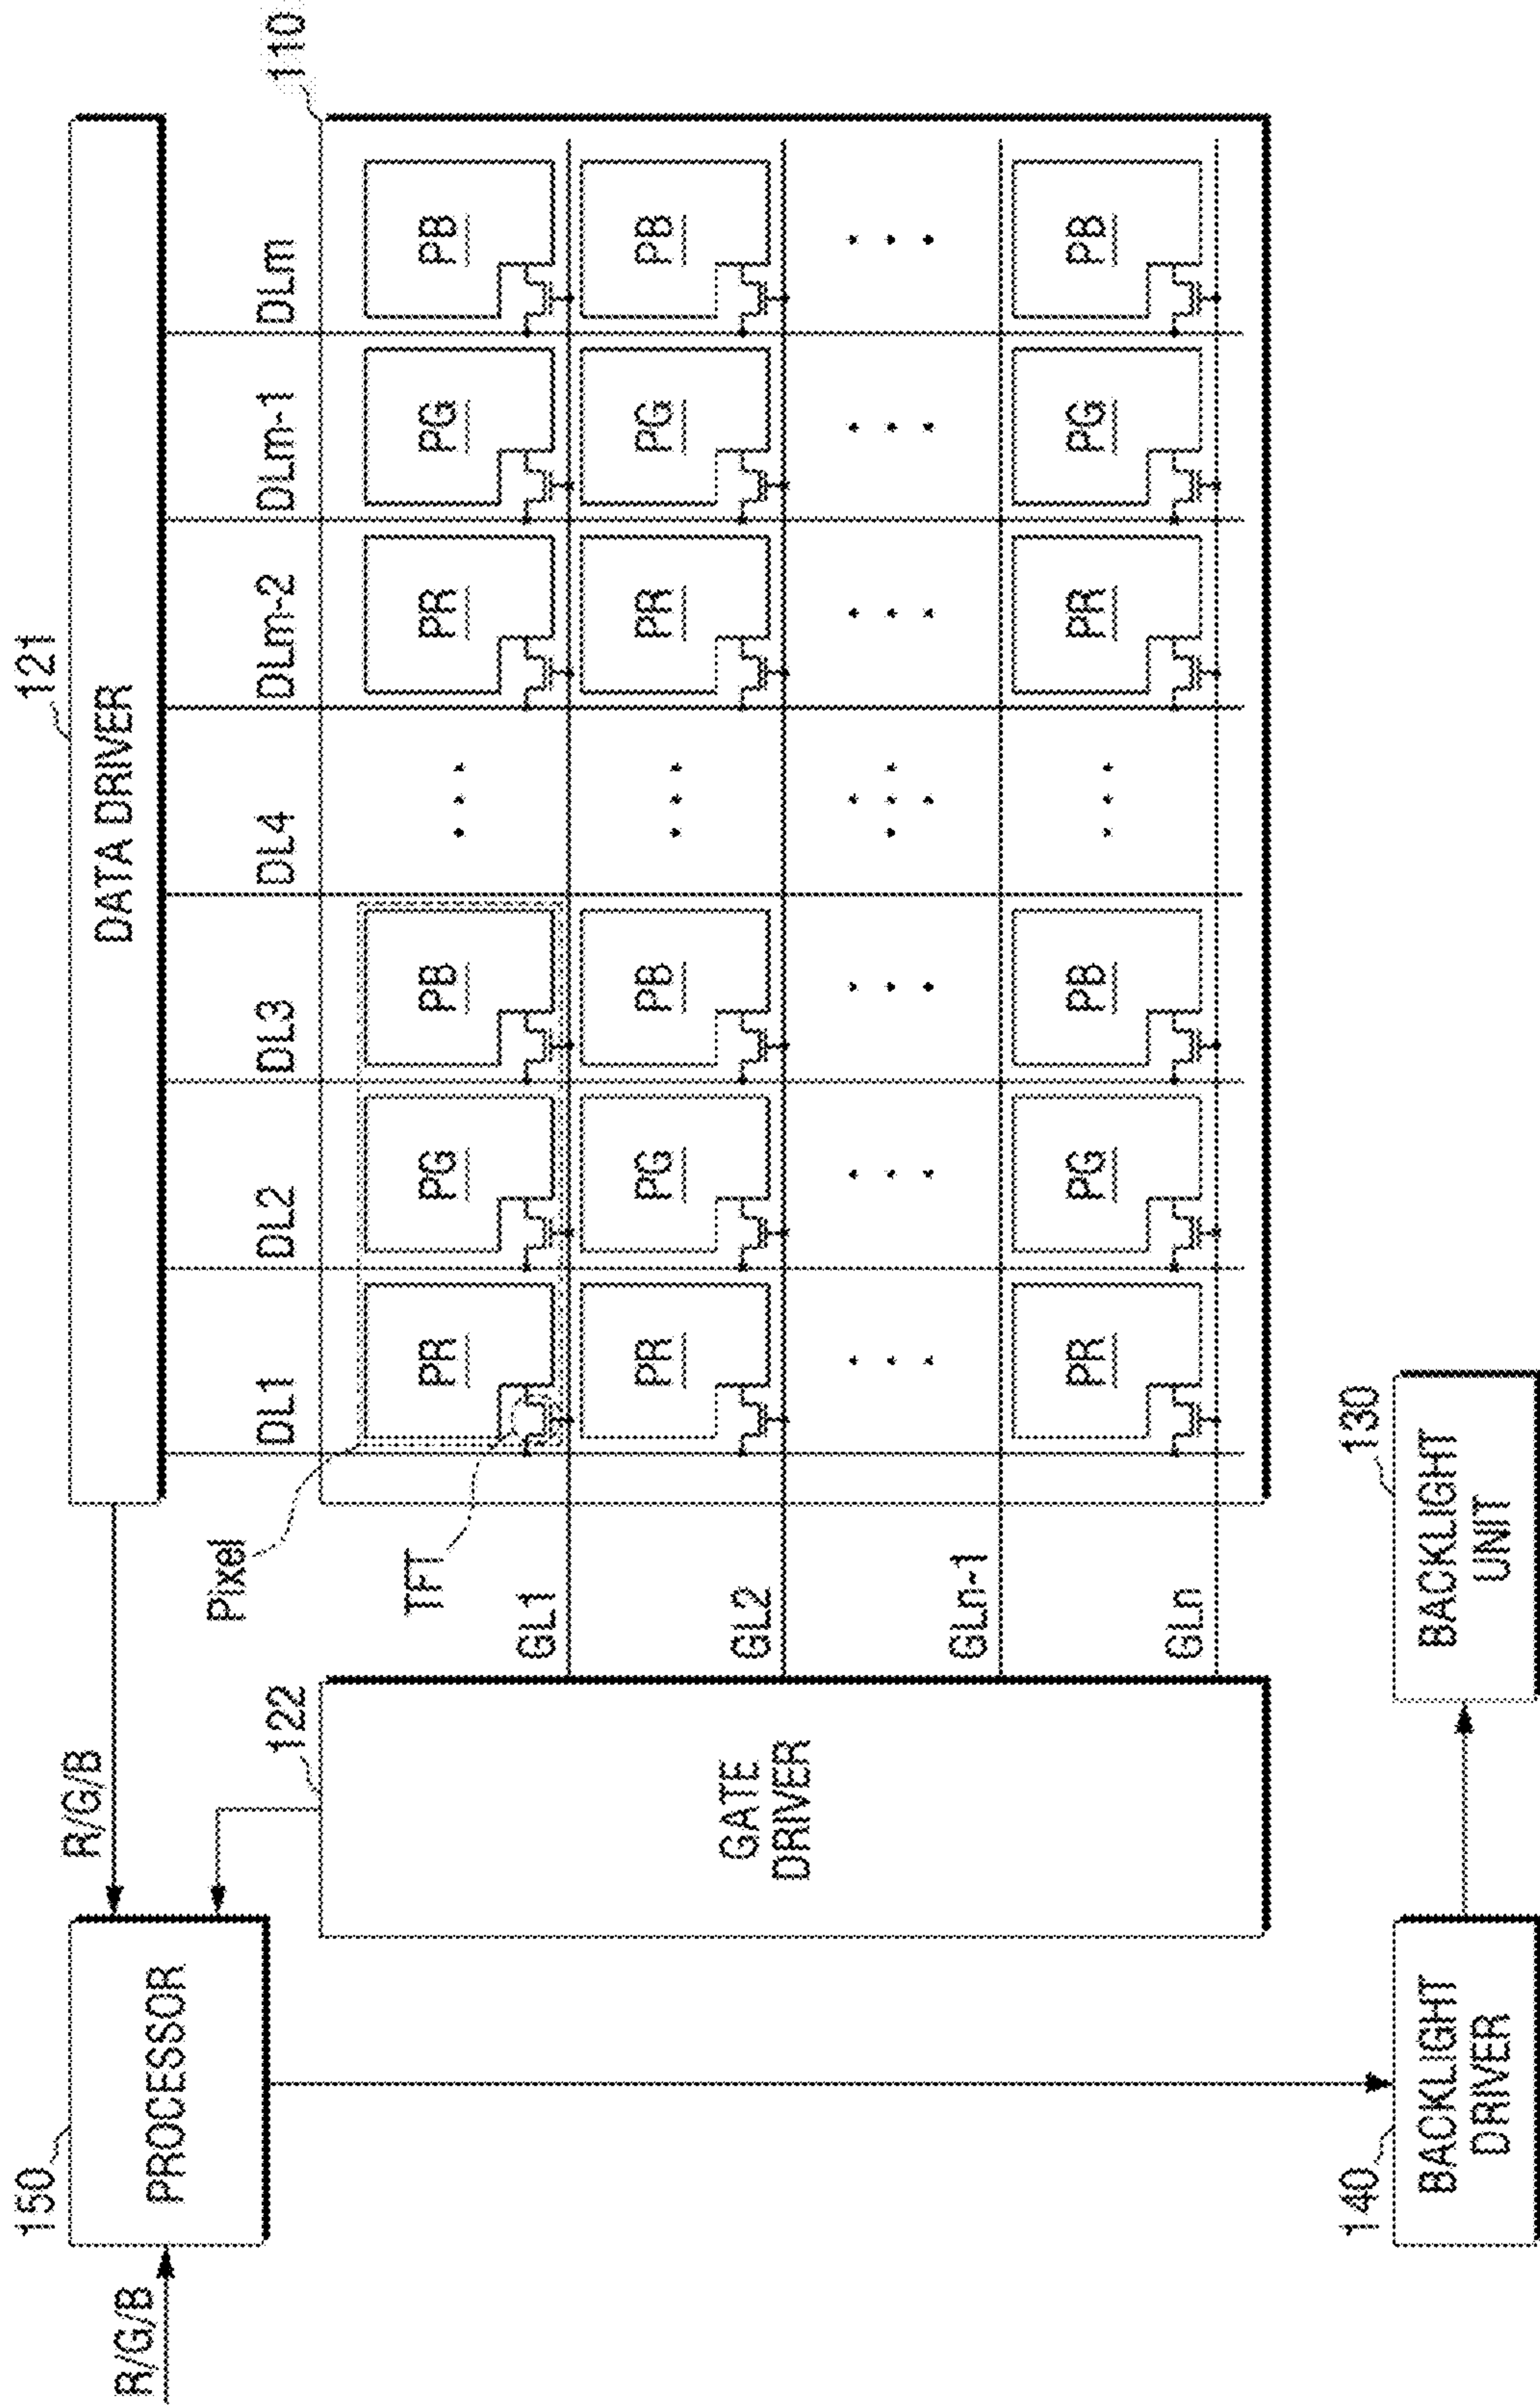 121
DATA DRIVER
150
R/G/B
R/G/B
PROCESSOR
110
DL1 DL2 DL3 DL4 DLm-2 DLm-1 DLm
Pixel
TFT
122
GATE
DRIVER
PR PG PB PR PG PB
GL1
PR PG PB PR PG PB
GL2
GLn-1
PR PG PB PR PG PB
GLn
140
BACKLIGHT
DRIVER
130
BACKLIGHT
UNIT